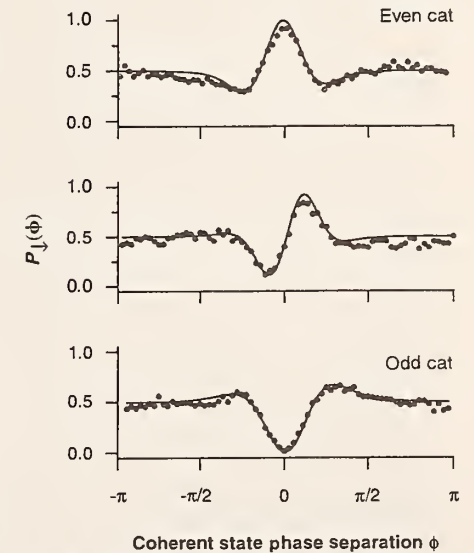 Even cat
1.0
0.5
0.0
1.0
0.5
0.0
P↓(ϕ)
Odd cat
1.0
0.5
0.0
-π -π/2 0 π/2 π
Coherent state phase separation ϕ